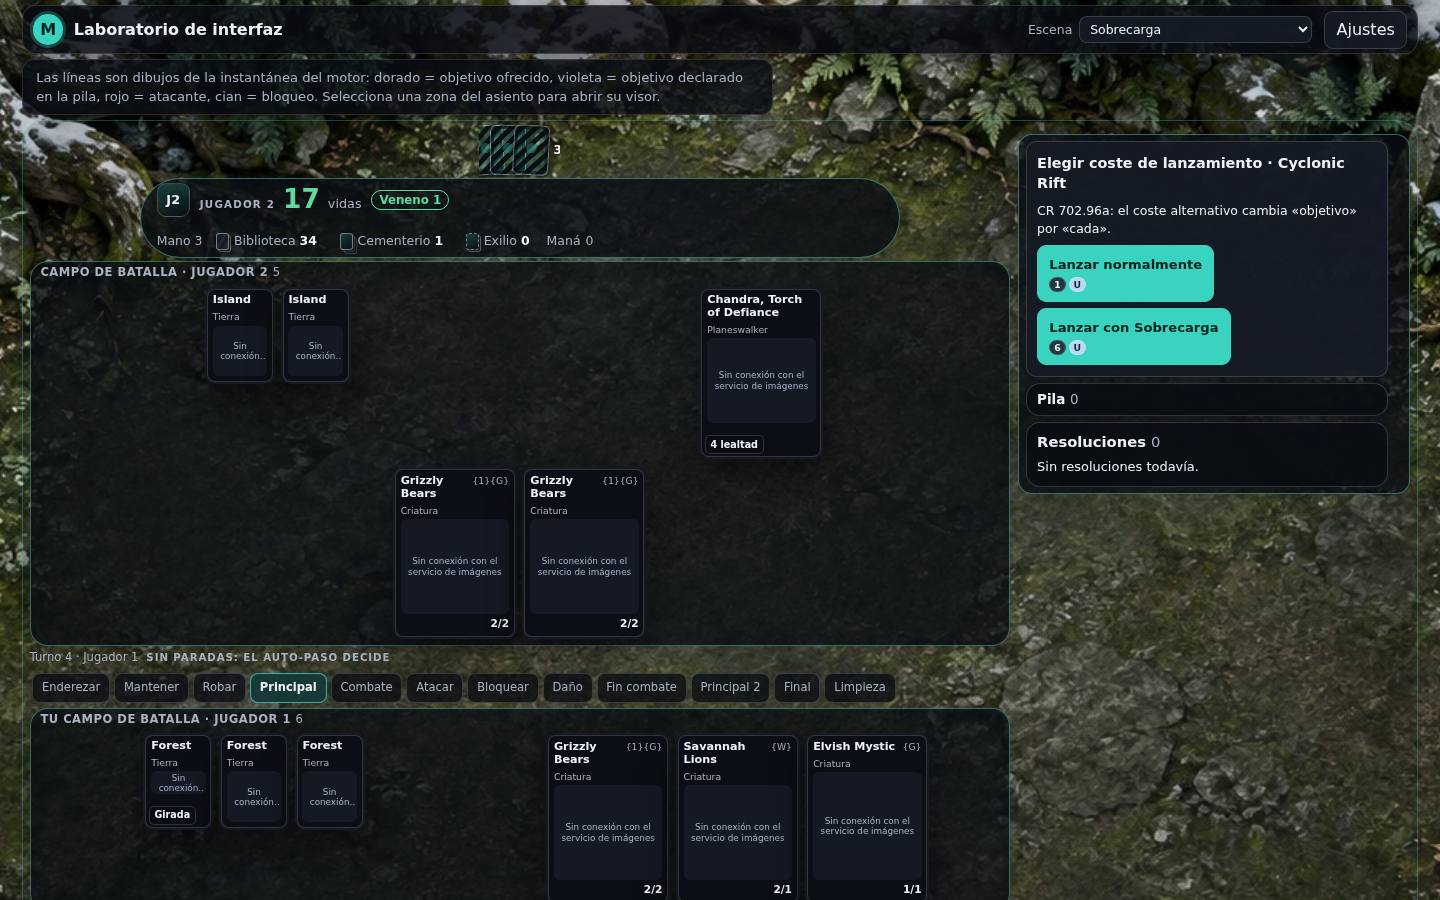 M Laboratorio de interfaz
Escena Sobrecarga Ajustes
Las líneas son dibujos de la instantánea del motor: dorado = objetivo ofrecido, violeta = objetivo declarado
en la pila, rojo = atacante, cian = bloqueo. Selecciona una zona del asiento para abrir su visor.
3
J2 JUGADOR 2 17 vidas Veneno 1
Mano 3 Biblioteca 34 Cementerio 1 Exilio 0 Maná 0
CAMPO DE BATALLA · JUGADOR 2 5
Island
Tierra
Sin
conexión..
Island
Tierra
Sin
conexión..
Chandra, Torch
of Defiance
Planeswalker
Sin conexión con el
servicio de imágenes
4 lealtad
Grizzly
Bears
{1}{G}
Criatura
Sin conexión con el
servicio de imágenes
2/2
Grizzly
Bears
{1}{G}
Criatura
Sin conexión con el
servicio de imágenes
2/2
Turno 4 · Jugador 1 SIN PARADAS: EL AUTO-PASO DECIDE
Enderezar Mantener Robar Principal Combate Atacar Bloquear Daño Fin combate Principal 2 Final Limpieza
TU CAMPO DE BATALLA · JUGADOR 1 6
Forest
Tierra
Sin
conexión..
Girada
Forest
Tierra
Sin
conexión..
Forest
Tierra
Sin
conexión..
Grizzly
Bears
{1}{G}
Criatura
Sin conexión con el
servicio de imágenes
2/2
Savannah
Lions
{W}
Criatura
Sin conexión con el
servicio de imágenes
2/1
Elvish Mystic {G}
Criatura
Sin conexión con el
servicio de imágenes
1/1
Elegir coste de lanzamiento · Cyclonic
Rift
CR 702.96a: el coste alternativo cambia «objetivo»
por «cada».
Lanzar normalmente
1 U
Lanzar con Sobrecarga
6 U
Pila 0
Resoluciones 0
Sin resoluciones todavía.